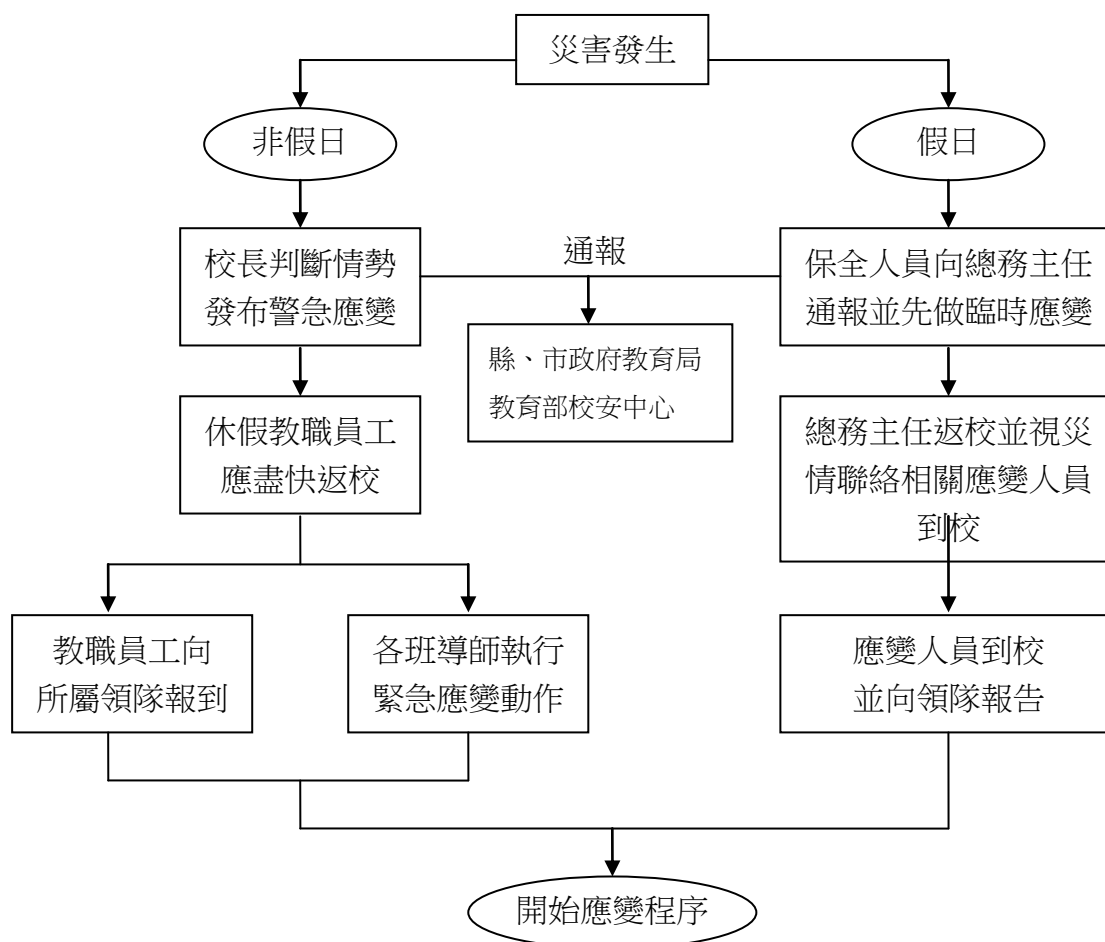 災害發生
非假日
假日
校長判斷情勢
發布警急應變
通報
保全人員向總務主任
通報並先做臨時應變
縣、市政府教育局
教育部校安中心
休假教職員工
應盡快返校
總務主任返校並視災
情聯絡相關應變人員
到校
教職員工向
所屬領隊報到
各班導師執行
緊急應變動作
應變人員到校
並向領隊報告
開始應變程序